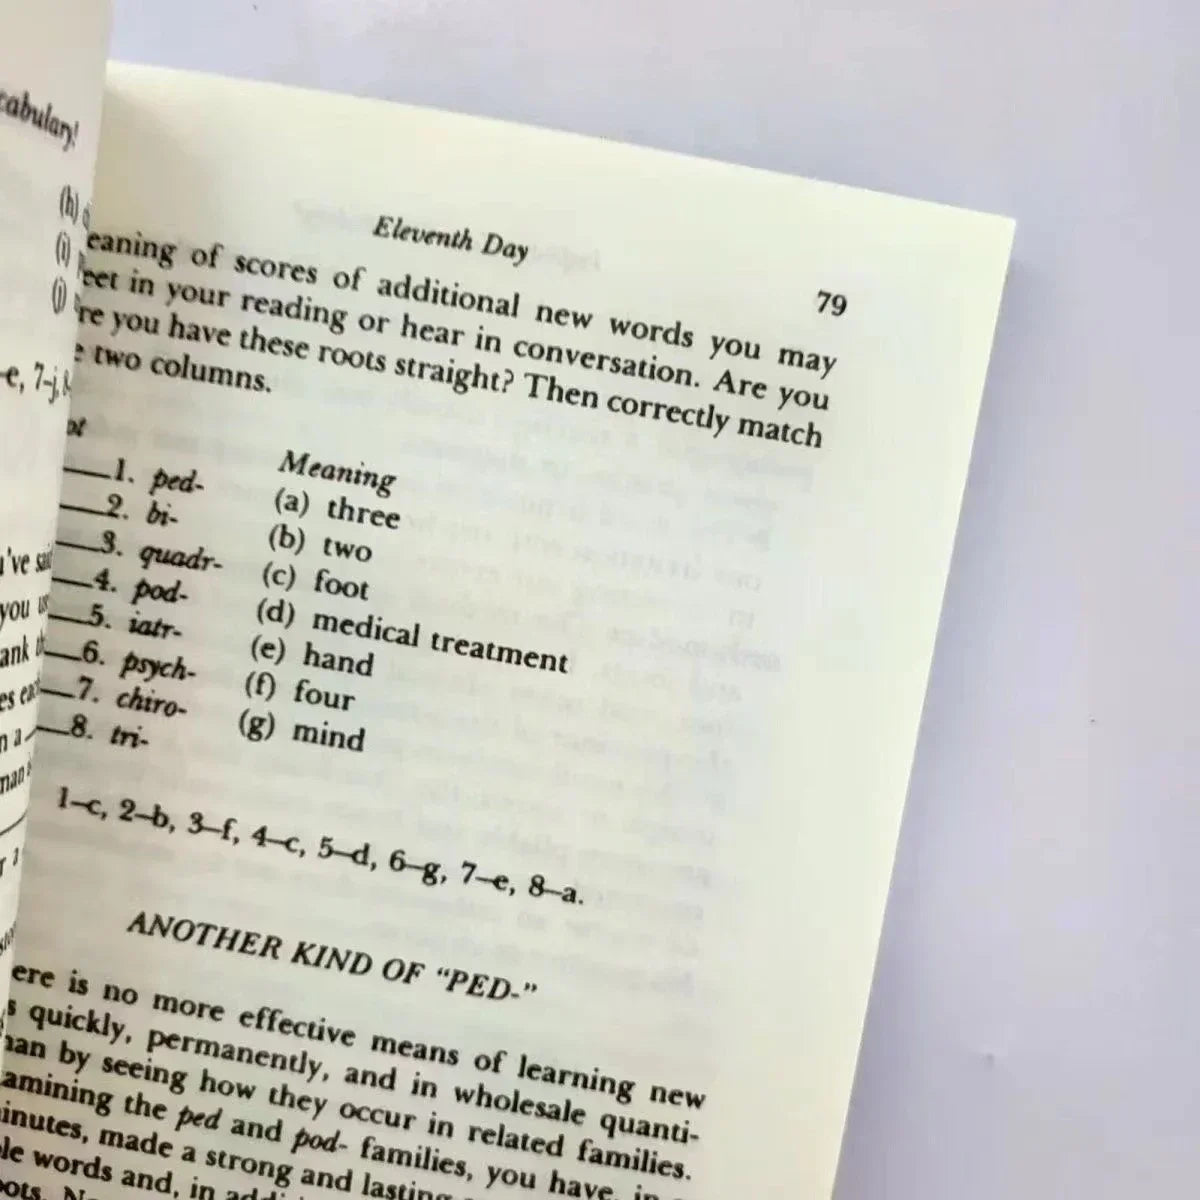 cabulary!
(h)
(i)
(j)
-e, 7-j,
Eleventh Day
79
eaning of scores of additional new words you may
eet in your reading or hear in conversation. Are you
re you have these roots straight? Then correctly match
e two columns.
ot
Meaning
1. ped-
(a) three
2. bi-
(b) two
3. quadr-
(c) foot
4. pod-
(d) medical treatment
5. iatr-
(e) hand
6. psych-
(f) four
7. chiro-
(g) mind
8. tri-
1–c, 2–b, 3–f, 4–c, 5–d, 6–g, 7–e, 8–a.
ANOTHER KIND OF “PED-”
ere is no more effective means of learning new
s quickly, permanently, and in wholesale quanti-
han by seeing how they occur in related families.
amining the ped and pod- families, you have, in
inutes, made a strong and lasting
le words and, in
oots.